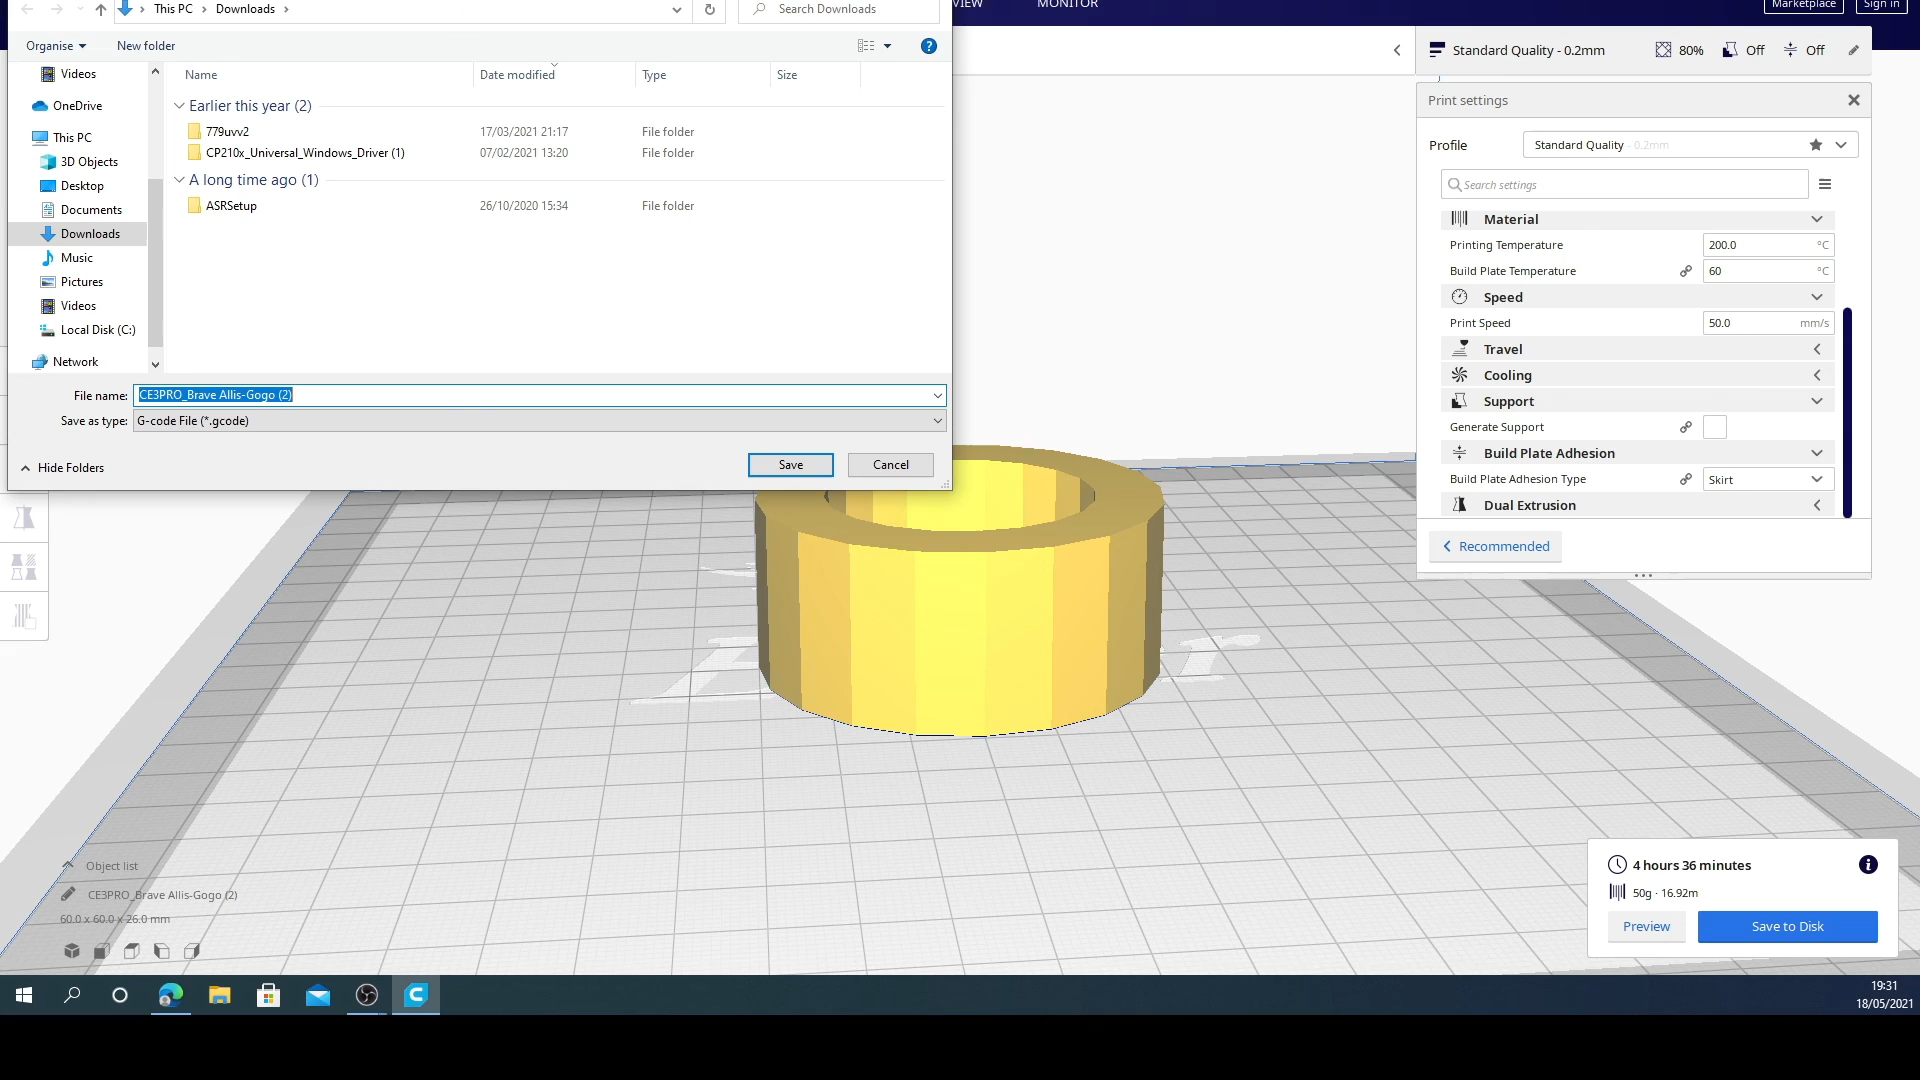 This PC > Downloads >
Search Downloads
VIEW
MONITOR
Marketplace
Sign in
Organise
New folder
?
Standard Quality - 0.2mm
80%
Off
Off
Videos
OneDrive
This PC
3D Objects
Desktop
Documents
Downloads
Music
Pictures
Videos
Local Disk (C:)
Network
Name
Date modified
Type
Size
Earlier this year (2)
779uvv2
17/03/2021 21:17
File folder
CP210x_Universal_Windows_Driver (1)
07/02/2021 13:20
File folder
A long time ago (1)
ASRSetup
26/10/2020 15:34
File folder
File name:
CE3PRO_Brave Allis-Gogo (2)
Save as type:
G-code File (*.gcode)
Hide Folders
Save
Cancel
Print settings
Profile
Standard Quality - 0.2mm
Search settings
Material
Printing Temperature
200.0 °C
Build Plate Temperature
60 °C
Speed
Print Speed
50.0 mm/s
Travel
Cooling
Support
Generate Support
Build Plate Adhesion
Build Plate Adhesion Type
Skirt
Dual Extrusion
Recommended
Object list
CE3PRO_Brave Allis-Gogo (2)
60.0 x 60.0 x 26.0 mm
4 hours 36 minutes
50g · 16.92m
Preview
Save to Disk
19:31
18/05/2021